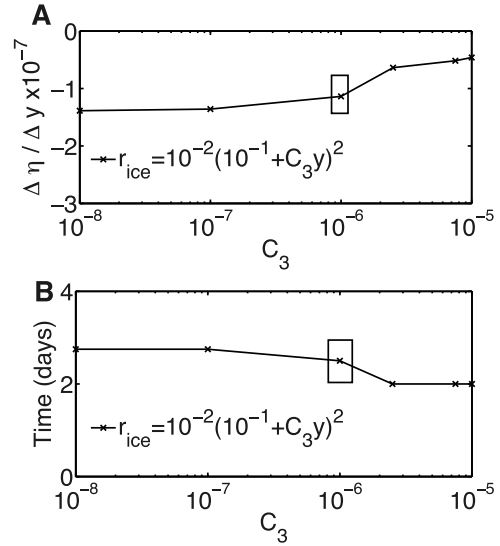 A
0
−1
−2
−3
Δ η / Δ y x10⁻⁷
r_ice=10⁻²(10⁻¹+C₃y)²
10⁻⁸ 10⁻⁷ 10⁻⁶ 10⁻⁵
C₃
B
4
2
0
Time (days)
r_ice=10⁻²(10⁻¹+C₃y)²
10⁻⁸ 10⁻⁷ 10⁻⁶ 10⁻⁵
C₃